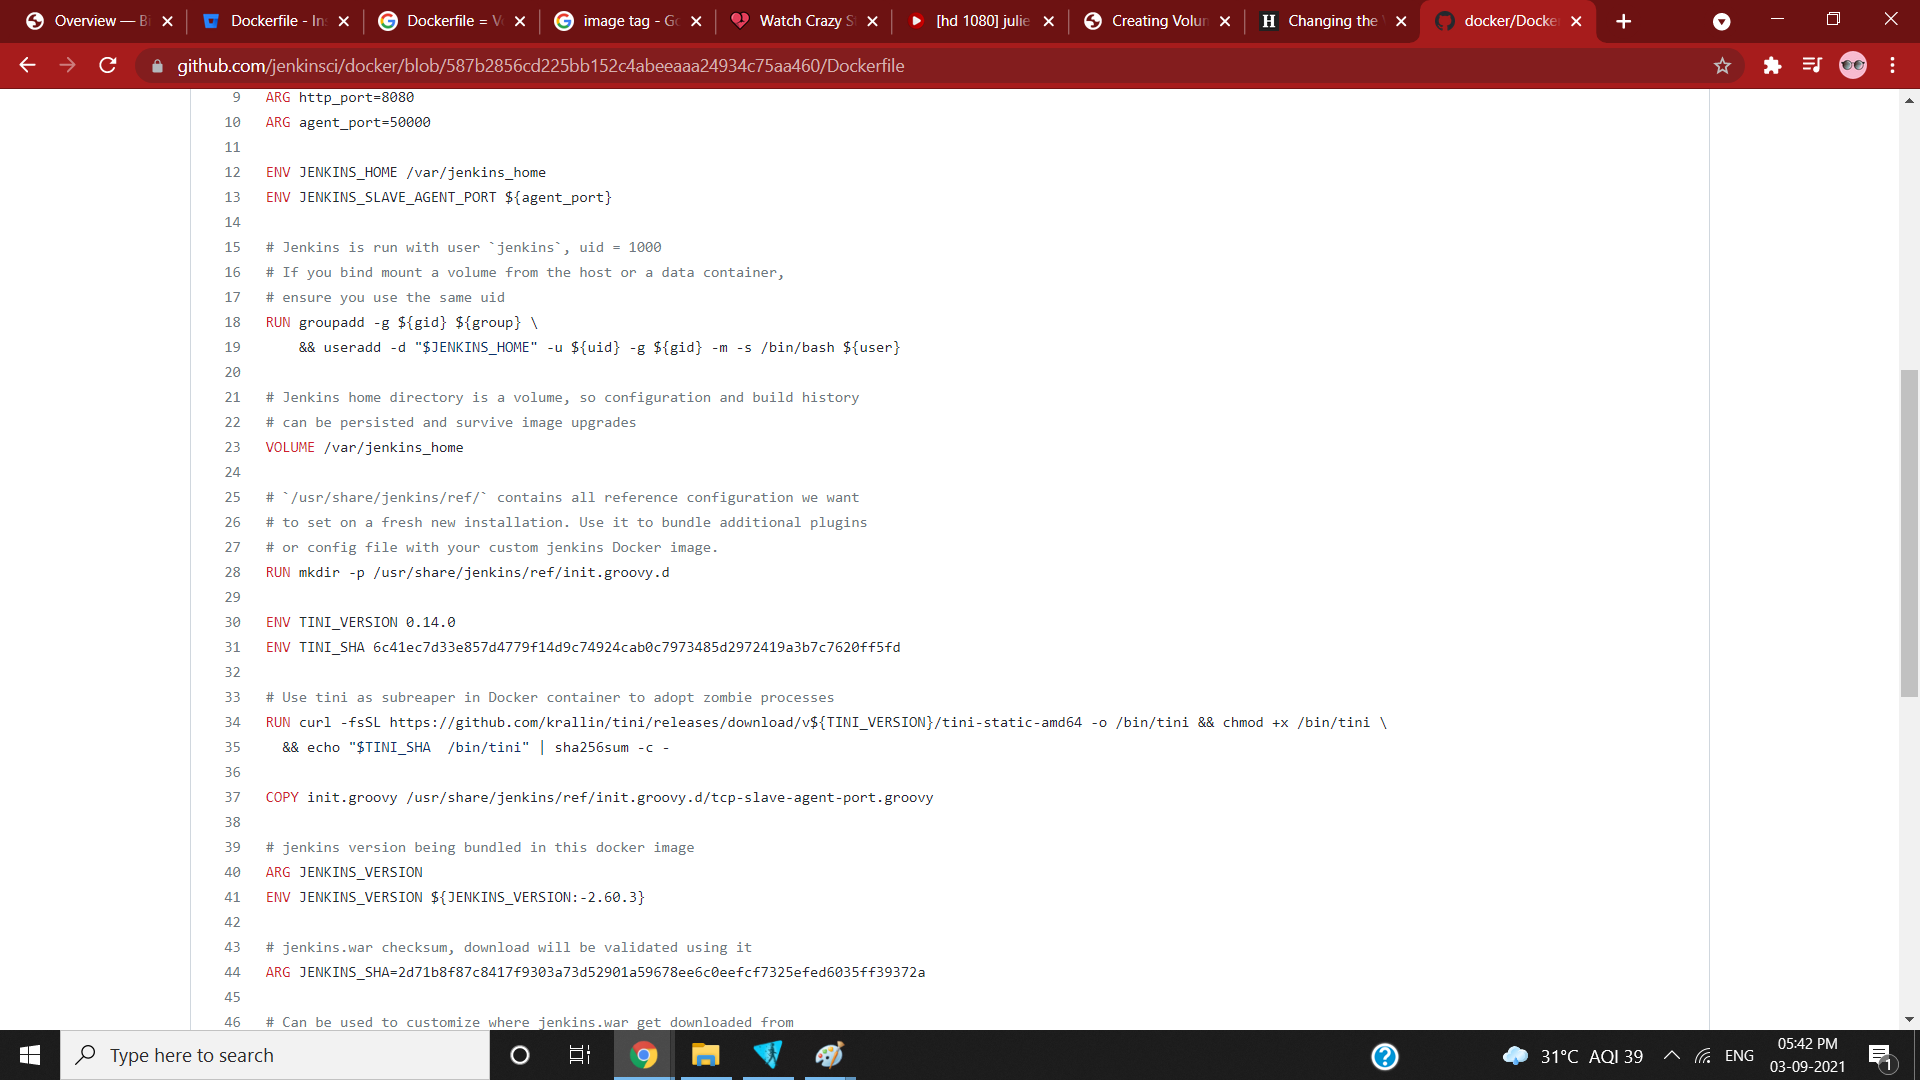 Overview — B
Dockerfile - In
Dockerfile = V
image tag - Go
Watch Crazy S
[hd 1080] julie
Creating Volun
Changing the
docker/Docke
github.com/jenkinsci/docker/blob/587b2856cd225bb152c4abeeaaa24934c75aa460/Dockerfile
9 ARG http_port=8080
10 ARG agent_port=50000
11
12 ENV JENKINS_HOME /var/jenkins_home
13 ENV JENKINS_SLAVE_AGENT_PORT ${agent_port}
14
15 # Jenkins is run with user `jenkins`, uid = 1000
16 # If you bind mount a volume from the host or a data container,
17 # ensure you use the same uid
18 RUN groupadd -g ${gid} ${group} \
19 && useradd -d "$JENKINS_HOME" -u ${uid} -g ${gid} -m -s /bin/bash ${user}
20
21 # Jenkins home directory is a volume, so configuration and build history
22 # can be persisted and survive image upgrades
23 VOLUME /var/jenkins_home
24
25 # `/usr/share/jenkins/ref/` contains all reference configuration we want
26 # to set on a fresh new installation. Use it to bundle additional plugins
27 # or config file with your custom jenkins Docker image.
28 RUN mkdir -p /usr/share/jenkins/ref/init.groovy.d
29
30 ENV TINI_VERSION 0.14.0
31 ENV TINI_SHA 6c41ec7d33e857d4779f14d9c74924cab0c7973485d2972419a3b7c7620ff5fd
32
33 # Use tini as subreaper in Docker container to adopt zombie processes
34 RUN curl -fsSL https://github.com/krallin/tini/releases/download/v${TINI_VERSION}/tini-static-amd64 -o /bin/tini && chmod +x /bin/tini \
35 && echo "$TINI_SHA  /bin/tini" | sha256sum -c -
36
37 COPY init.groovy /usr/share/jenkins/ref/init.groovy.d/tcp-slave-agent-port.groovy
38
39 # jenkins version being bundled in this docker image
40 ARG JENKINS_VERSION
41 ENV JENKINS_VERSION ${JENKINS_VERSION:-2.60.3}
42
43 # jenkins.war checksum, download will be validated using it
44 ARG JENKINS_SHA=2d71b8f87c8417f9303a73d52901a59678ee6c0eefcf7325efed6035ff39372a
45
46 # Can be used to customize where jenkins.war get downloaded from
Type here to search
31°C AQI 39
ENG
05:42 PM
03-09-2021
1